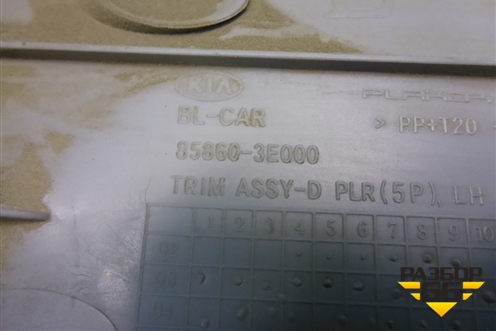 KIA
BL-CAR
> PP+T20
85860-3E000
TRIM ASSY-D PLR(5P), LH
1 2 3 4 5 6 7 8 9 10
РАЗБОР
66